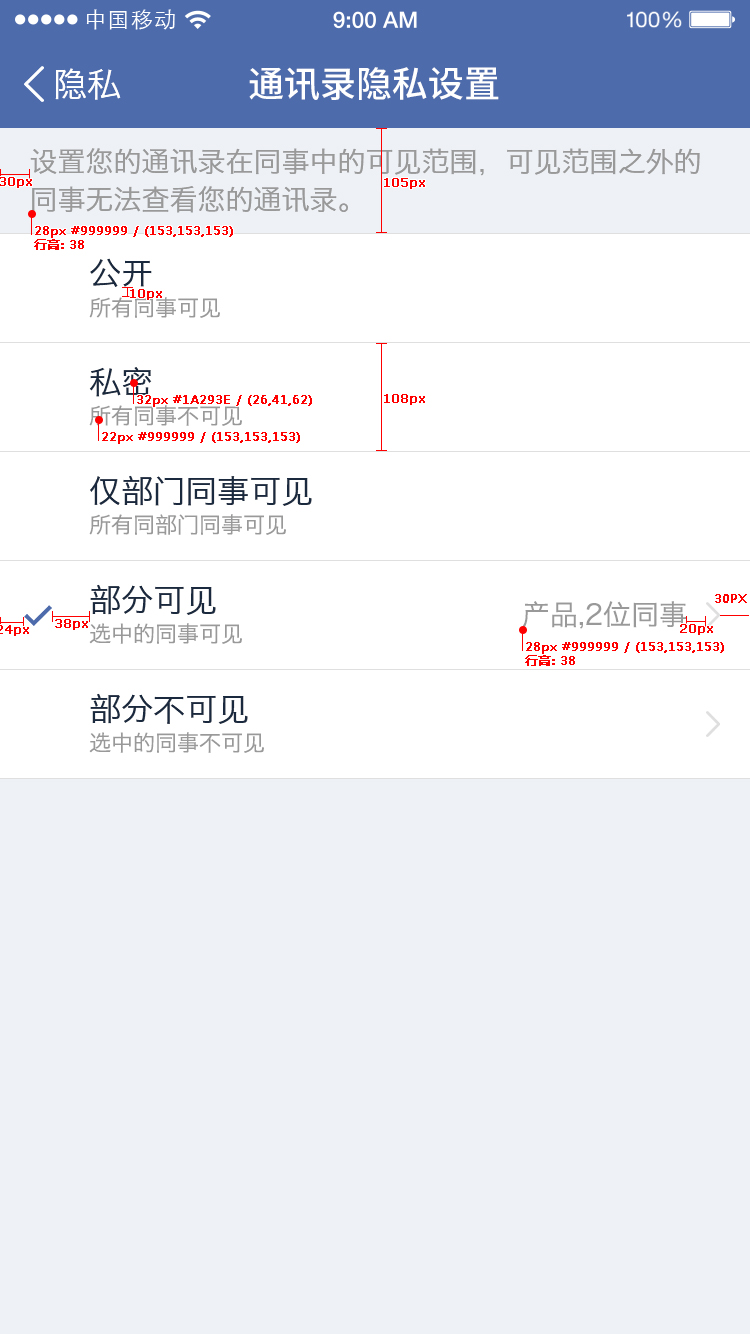 中国移动 9:00 AM 100%
隐私 通讯录隐私设置
设置您的通讯录在同事中的可见范围，可见范围之外的
30px 105px
同事无法查看您的通讯录。
28px #999999 / (153,153,153)
行高: 38
公开
10px
所有同事可见
私密
32px #1A293E / (26,41,62) 108px
所有同事不可见
22px #999999 / (153,153,153)
仅部门同事可见
所有同部门同事可见
部分可见 产品,2位同事 30PX
24px 38px 20px
选中的同事可见
28px #999999 / (153,153,153)
行高: 38
部分不可见
选中的同事不可见